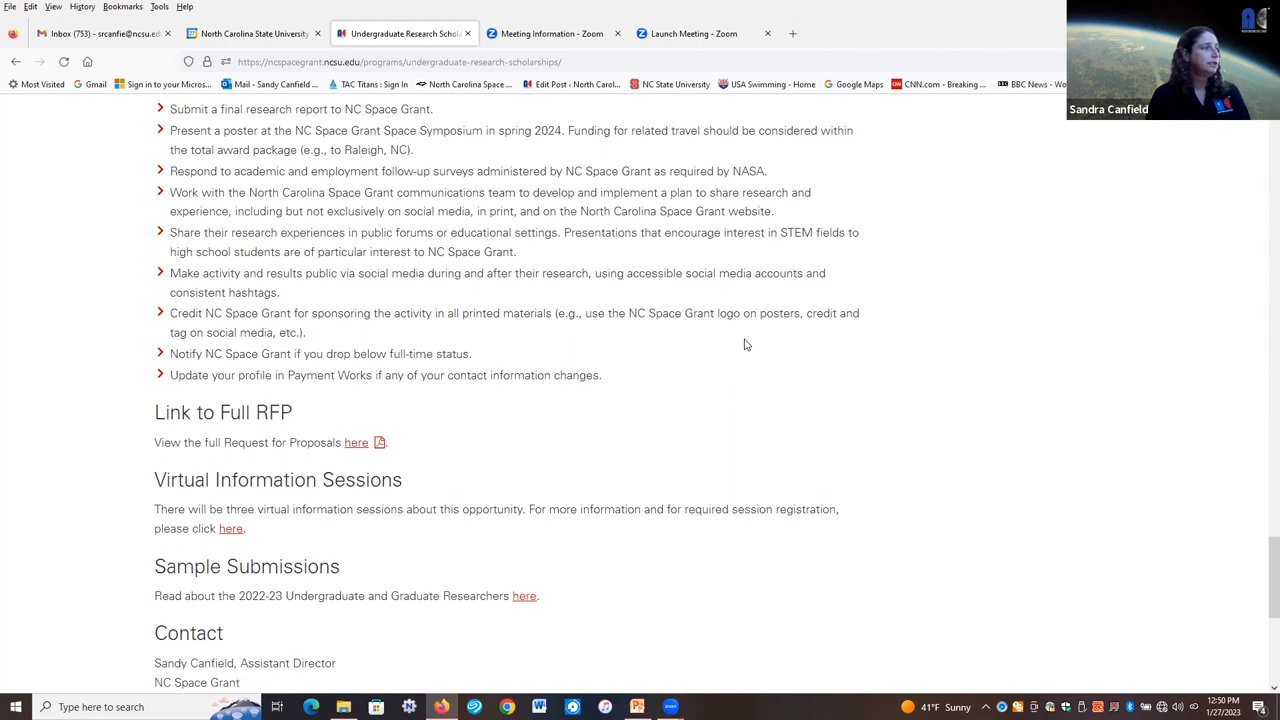 File Edit View History Bookmarks Tools Help
Inbox (753) - srcanfie@ncsu.ed
North Carolina State University
Undergraduate Research Schola
Meeting Information - Zoom
Launch Meeting - Zoom
https://ncspacegrant.ncsu.edu/programs/undergraduate-research-scholarships/
Most Visited Gmail Sign in to your Micros... Mail - Sandy Canfield ... TAC Titans : Sign In North Carolina Space ... Edit Post ‹ North Carol... NC State University USA Swimming - Home Google Maps CNN.com - Breaking ... BBC News - Wo
Sandra Canfield
Submit a final research report to NC Space Grant.
Present a poster at the NC Space Grant Space Symposium in spring 2024. Funding for related travel should be considered within
the total award package (e.g., to Raleigh, NC).
Respond to academic and employment follow-up surveys administered by NC Space Grant as required by NASA.
Work with the North Carolina Space Grant communications team to develop and implement a plan to share research and
experience, including but not exclusively on social media, in print, and on the North Carolina Space Grant website.
Share their research experiences in public forums or educational settings. Presentations that encourage interest in STEM fields to
high school students are of particular interest to NC Space Grant.
Make activity and results public via social media during and after their research, using accessible social media accounts and
consistent hashtags.
Credit NC Space Grant for sponsoring the activity in all printed materials (e.g., use the NC Space Grant logo on posters, credit and
tag on social media, etc.).
Notify NC Space Grant if you drop below full-time status.
Update your profile in Payment Works if any of your contact information changes.
Link to Full RFP
View the full Request for Proposals here.
Virtual Information Sessions
There will be three virtual information sessions about this opportunity. For more information and for required session registration,
please click here.
Sample Submissions
Read about the 2022-23 Undergraduate and Graduate Researchers here.
Contact
Sandy Canfield, Assistant Director
NC Space Grant
Type here to search
41°F Sunny
12:50 PM
1/27/2023